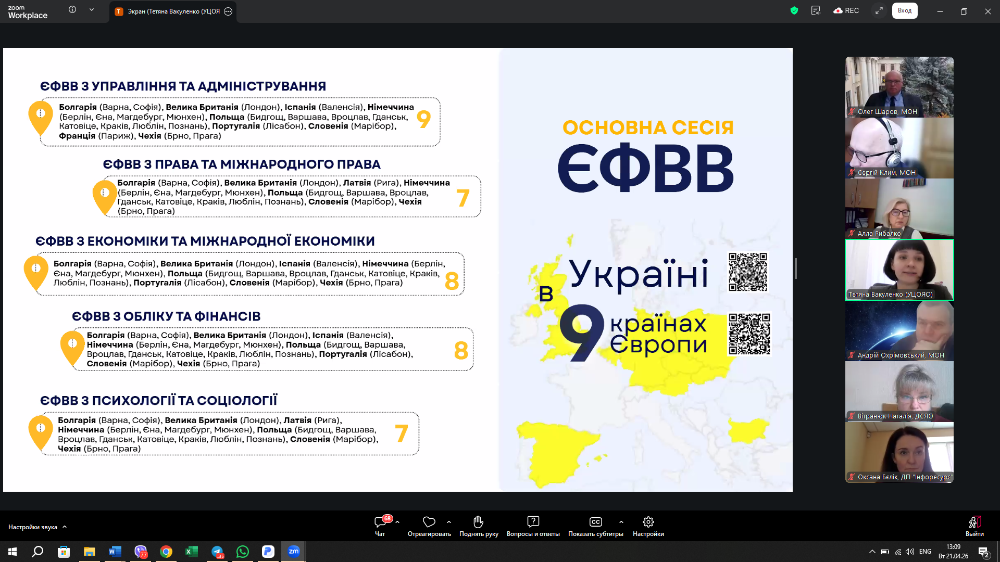 zoom
Workplace
T
Экран (Тетяна Вакуленко (УЦОЯ
REC
Вход
ЄФВВ З УПРАВЛІННЯ ТА АДМІНІСТРУВАННЯ
Болгарія (Варна, Софія), Велика Британія (Лондон), Іспанія (Валенсія), Німеччина
(Берлін, Єна, Магдебург, Мюнхен), Польща (Бидгощ, Варшава, Вроцлав, Гданськ,
Катовіце, Краків, Люблін, Познань), Португалія (Лісабон), Словенія (Марібор),
Франція (Париж), Чехія (Брно, Прага)
9
ЄФВВ З ПРАВА ТА МІЖНАРОДНОГО ПРАВА
Болгарія (Варна, Софія), Велика Британія (Лондон), Латвія (Рига), Німеччина
(Берлін, Єна, Магдебург, Мюнхен), Польща (Бидгощ, Варшава, Вроцлав,
Гданськ, Катовіце, Краків, Люблін, Познань), Словенія (Марібор), Чехія
(Брно, Прага)
7
ЄФВВ З ЕКОНОМІКИ ТА МІЖНАРОДНОЇ ЕКОНОМІКИ
Болгарія (Варна, Софія), Велика Британія (Лондон), Іспанія (Валенсія), Німеччина (Берлін,
Єна, Магдебург, Мюнхен), Польща (Бидгощ, Варшава, Вроцлав, Гданськ, Катовіце, Краків,
Люблін, Познань), Португалія (Лісабон), Словенія (Марібор), Чехія (Брно, Прага)
8
ЄФВВ З ОБЛІКУ ТА ФІНАНСІВ
Болгарія (Варна, Софія), Велика Британія (Лондон), Іспанія (Валенсія),
Німеччина (Берлін, Єна, Магдебург, Мюнхен), Польща (Бидгощ, Варшава,
Вроцлав, Гданськ, Катовіце, Краків, Люблін, Познань), Португалія (Лісабон),
Словенія (Марібор), Чехія (Брно, Прага)
8
ЄФВВ З ПСИХОЛОГІЇ ТА СОЦІОЛОГІЇ
Болгарія (Варна, Софія), Велика Британія (Лондон), Латвія (Рига),
Німеччина (Берлін, Єна, Магдебург, Мюнхен), Польща (Бидгощ, Варшава,
Вроцлав, Гданськ, Катовіце, Краків, Люблін, Познань), Словенія (Марібор),
Чехія (Брно, Прага)
7
ОСНОВНА СЕСІЯ
ЄФВВ
в Україні
9 країнах
Європи
Олег Шаров, МОН
Сергій Клим, МОН
Алла Рибалко
Тетяна Вакуленко (УЦОЯО)
Андрій Охрімовський, МОН
Вітранюк Наталія, ДСЯО
Оксана Бєлік, ДП "Інфоресурс"
Настройки звука
68
Чат
Отреагировать
Поднять руку
Вопросы и ответы
CC
Показать субтитры
Настройки
Выйти
W
77
X
35
P
zm
ENG
13:09
Вт 21.04.26
2